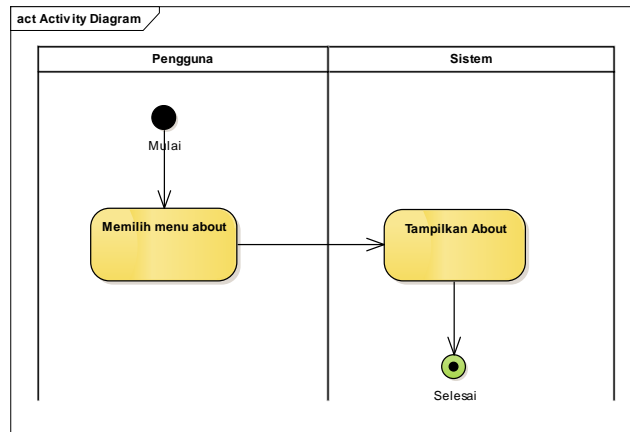 act Activity Diagram
Pengguna
Sistem
Mulai
Memilih menu about
Tampilkan About
Selesai